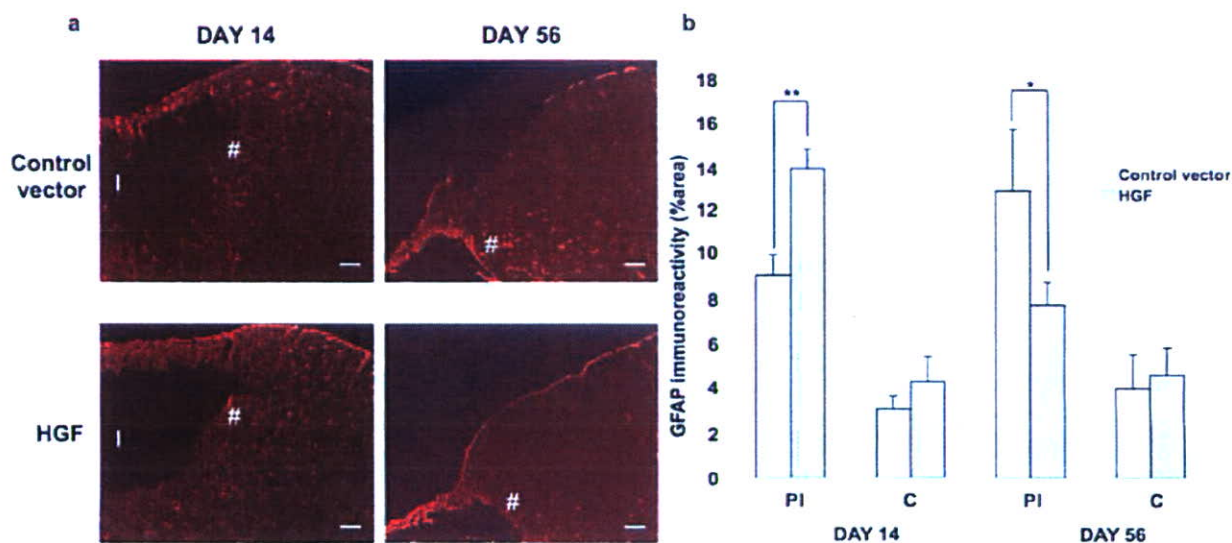 a
DAY 14
DAY 56
Control
vector
HGF
#
I
#
#
I
#
b
GFAP immunoreactivity (%area)
18
16
14
12
10
8
6
4
2
0
**
*
Control vector
HGF
PI
C
PI
C
DAY 14
DAY 56